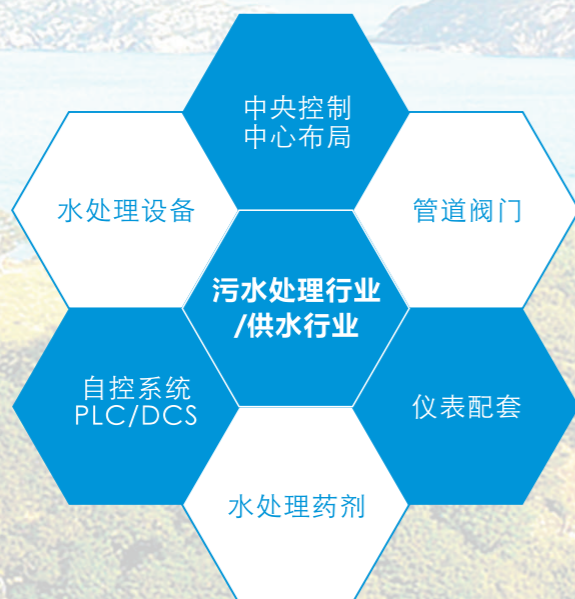 中央控制
中心布局
水处理设备
管道阀门
污水处理行业
/供水行业
自控系统
PLC/DCS
仪表配套
水处理药剂